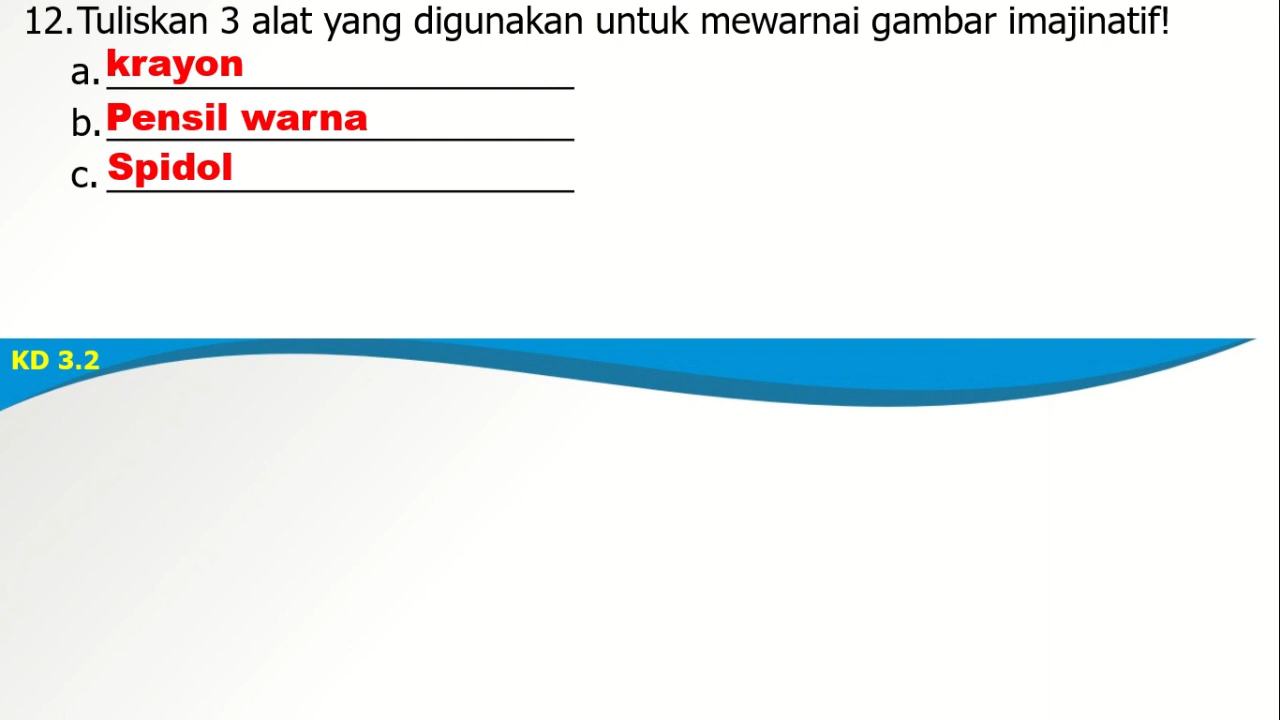 12.Tuliskan 3 alat yang digunakan untuk mewarnai gambar imajinatif!
a. krayon
b. Pensil warna
c. Spidol
KD 3.2